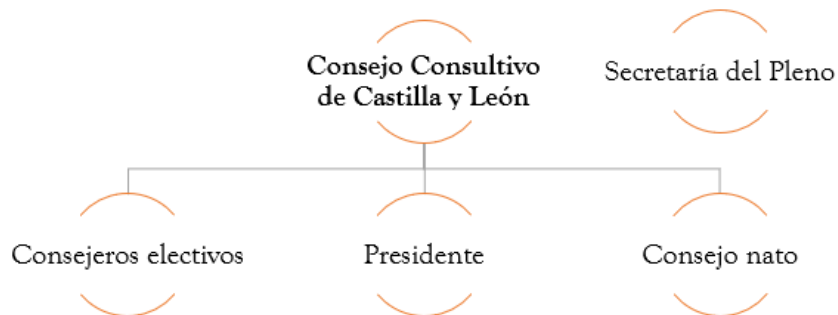 Consejo Consultivo
de Castilla y León
Secretaría del Pleno
Consejeros electivos
Presidente
Consejo nato